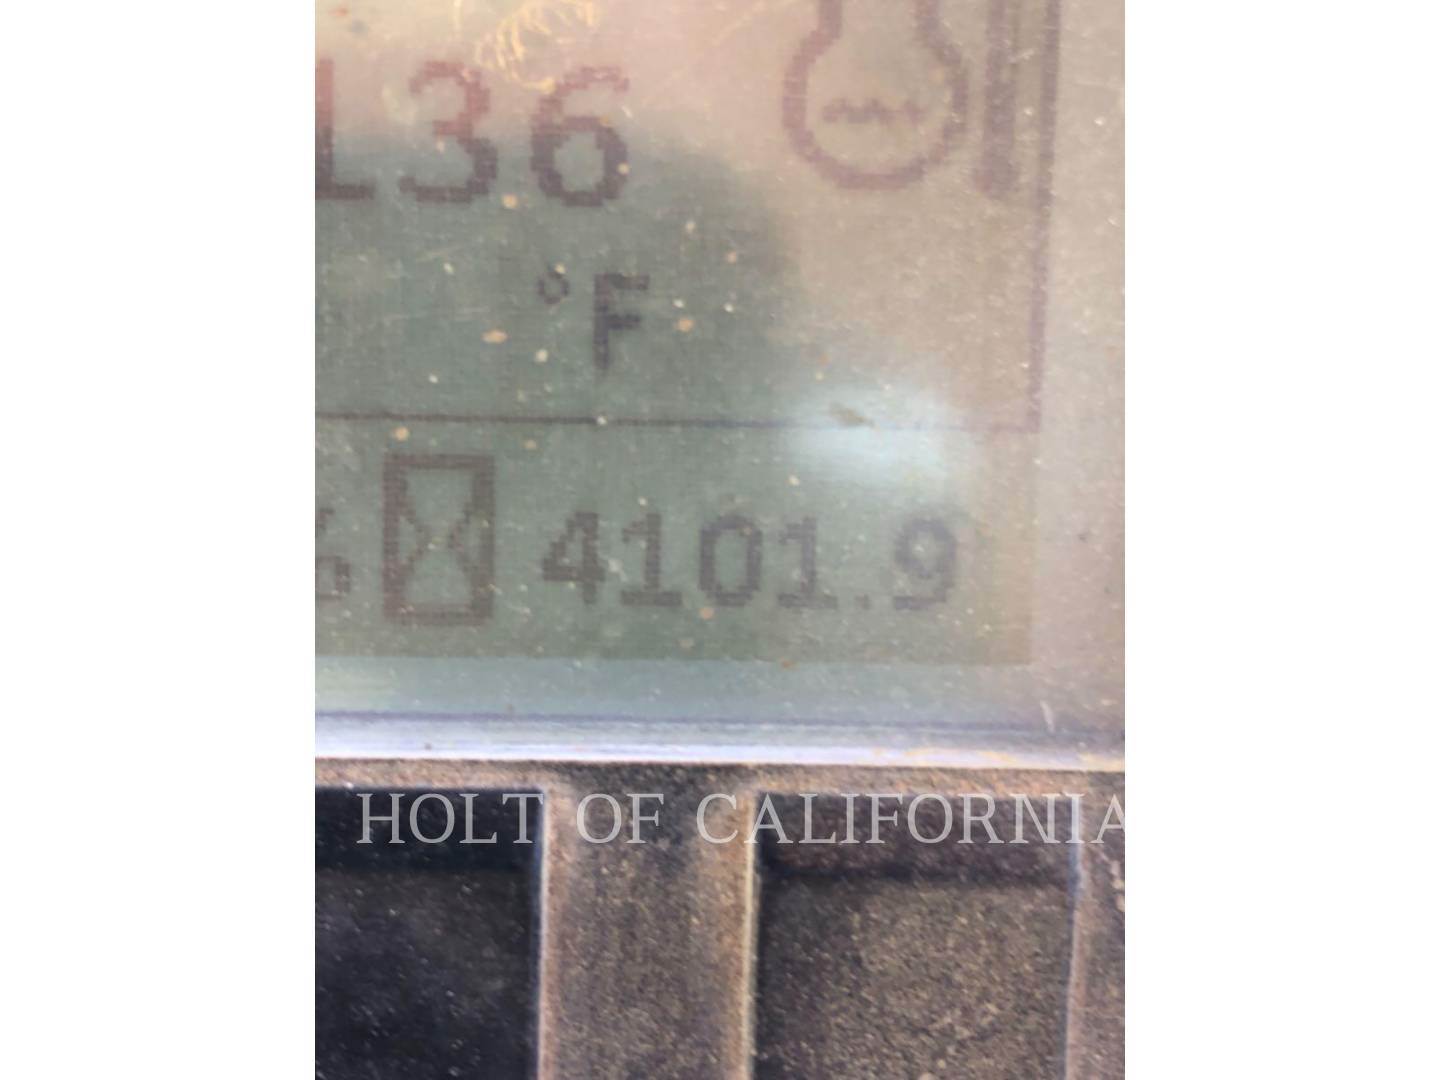 136
°F
% 4101.9
HOLT OF CALIFORNIA